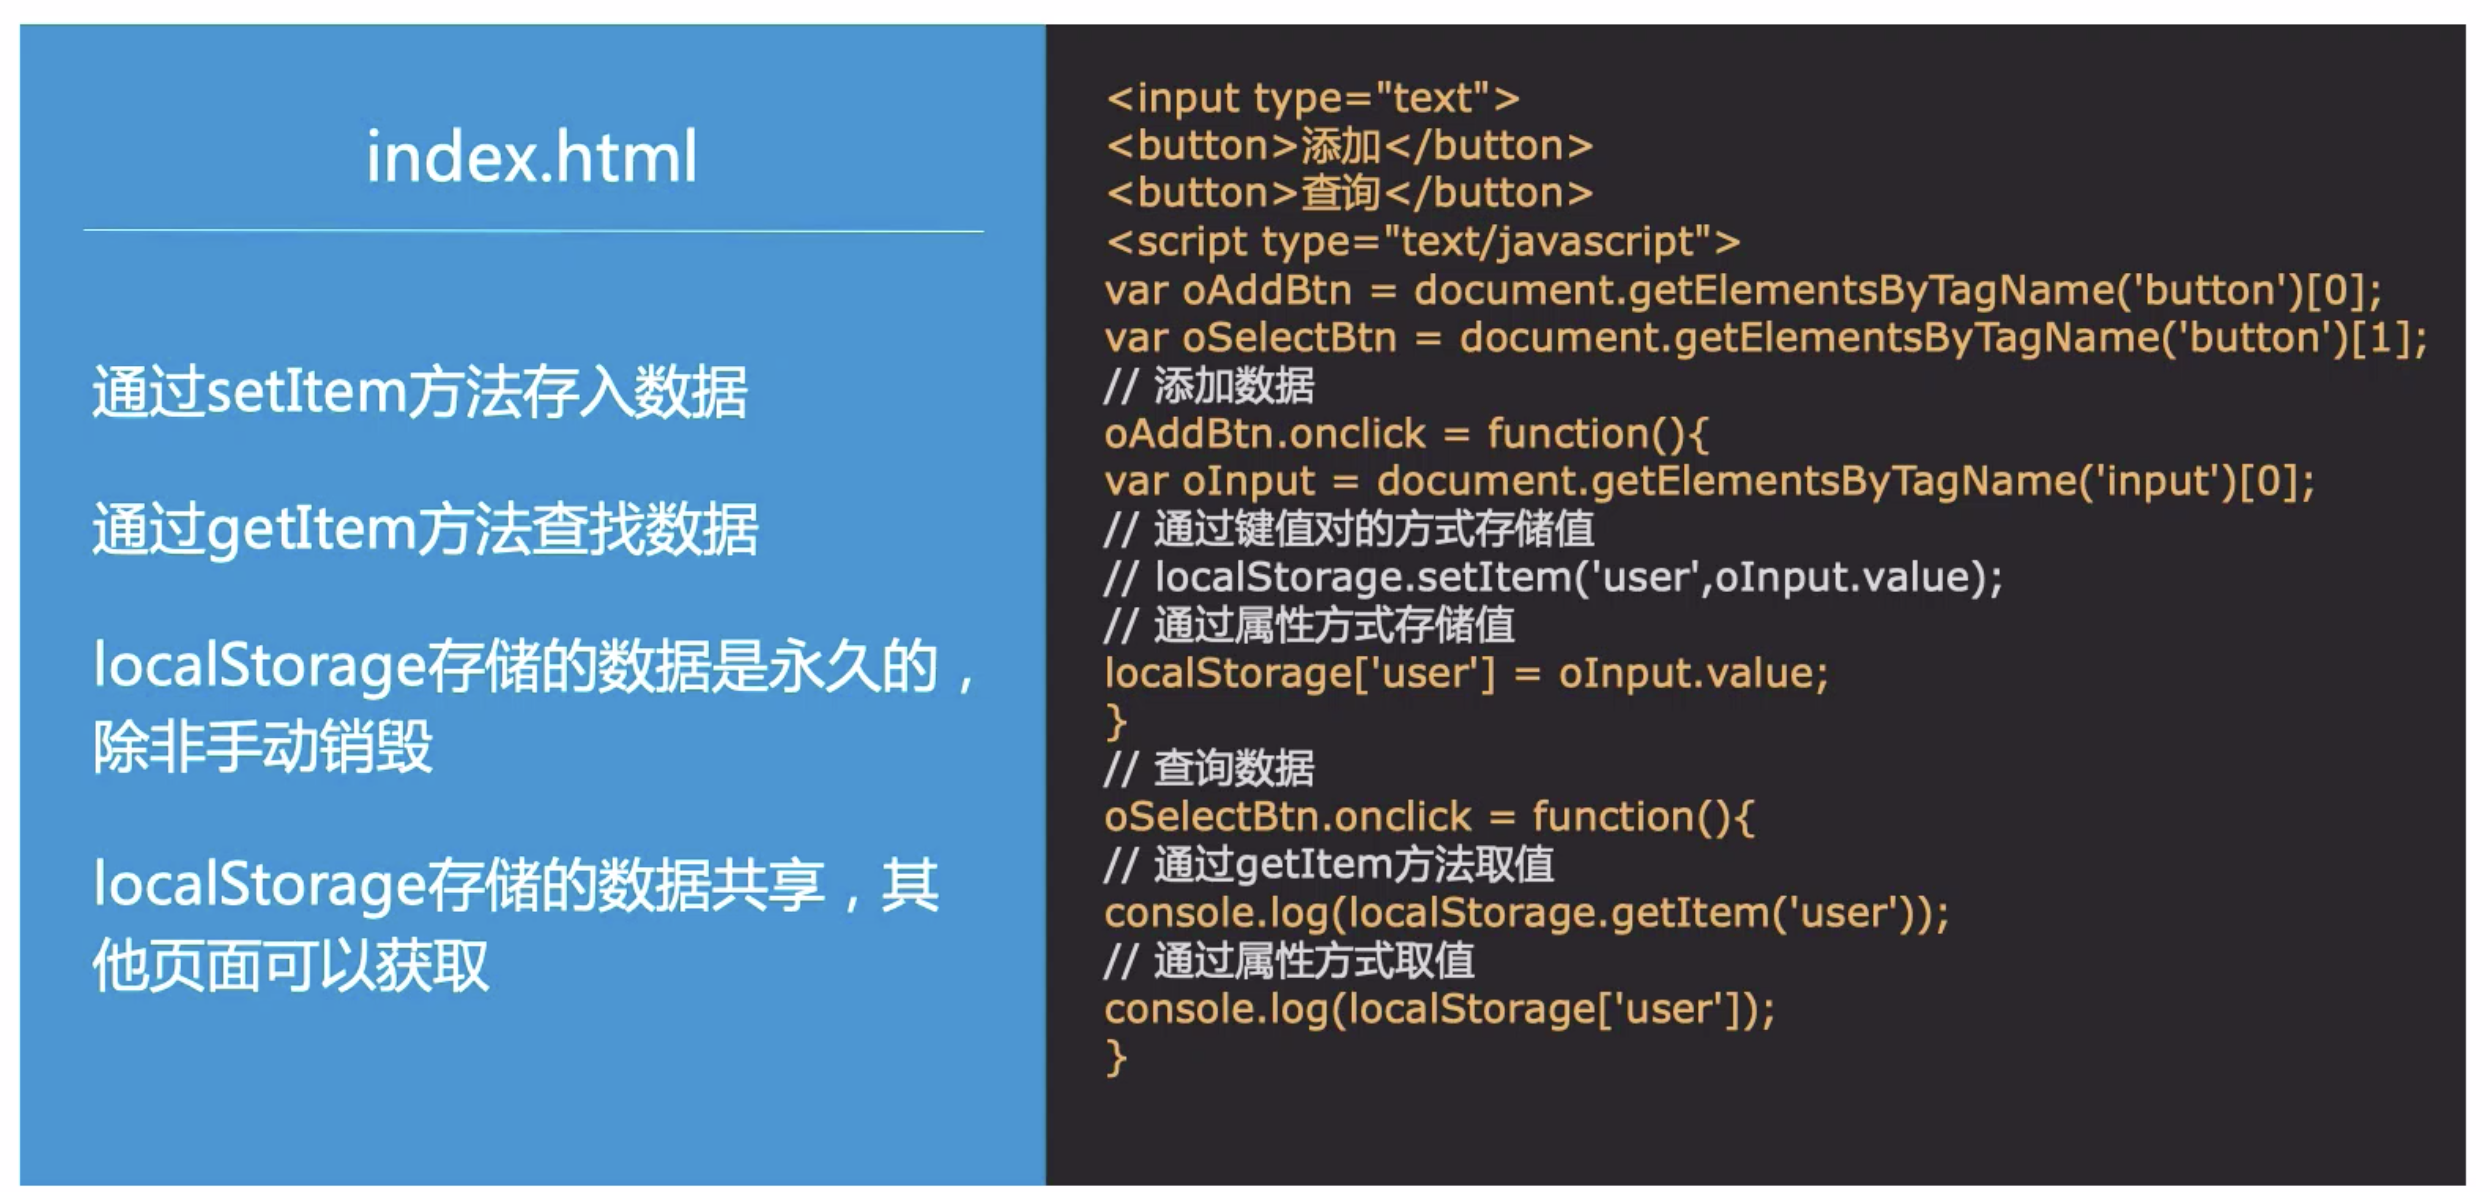 index.html
通过setItem方法存入数据
通过getItem方法查找数据
localStorage存储的数据是永久的，
除非手动销毁
localStorage存储的数据共享，其
他页面可以获取
<input type="text">
<button>添加</button>
<button>查询</button>
<script type="text/javascript">
var oAddBtn = document.getElementsByTagName('button')[0];
var oSelectBtn = document.getElementsByTagName('button')[1];
// 添加数据
oAddBtn.onclick = function(){
var oInput = document.getElementsByTagName('input')[0];
// 通过键值对的方式存储值
// localStorage.setItem('user',oInput.value);
// 通过属性方式存储值
localStorage['user'] = oInput.value;
}
// 查询数据
oSelectBtn.onclick = function(){
// 通过getItem方法取值
console.log(localStorage.getItem('user'));
// 通过属性方式取值
console.log(localStorage['user']);
}